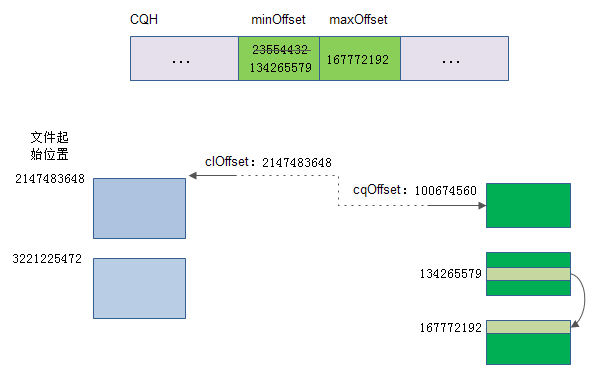 CQH minOffset maxOffset
... 23554432 134265579 167772192 ...
文件起
始位置
clOffset：2147483648
2147483648
cqOffset：100674560
3221225472
134265579
167772192